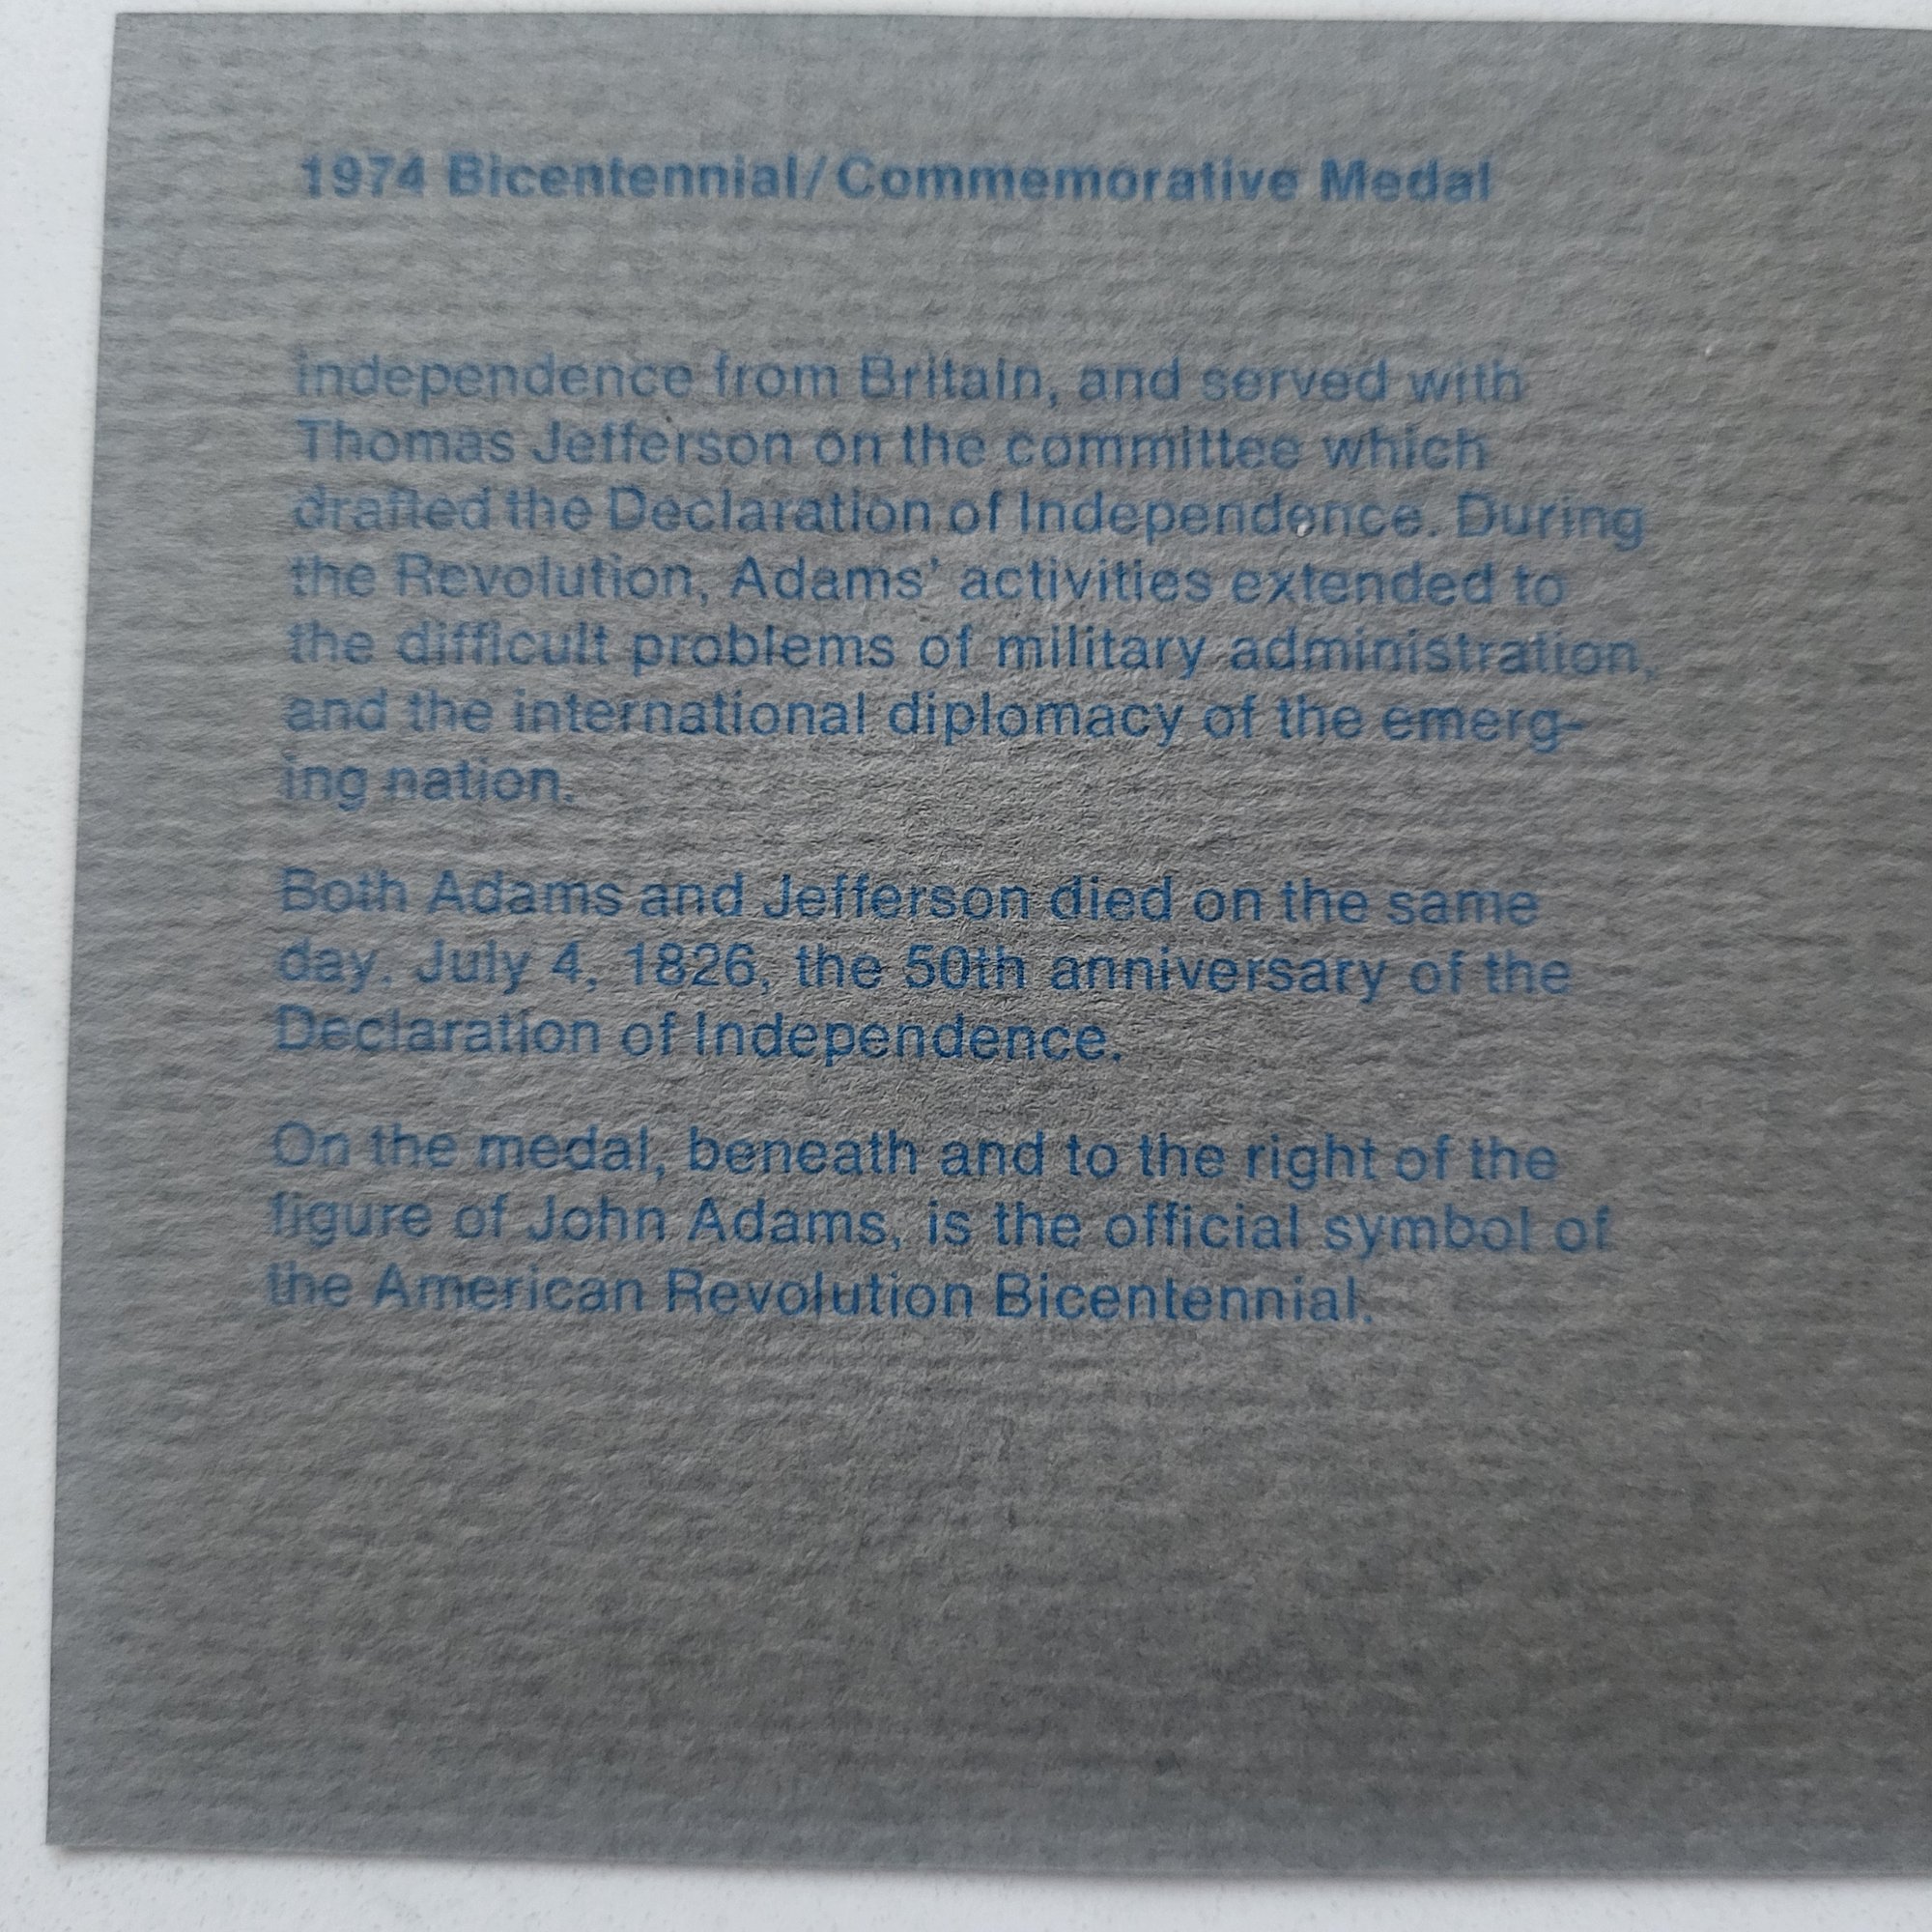 1974 Bicentennial/Commemorative Medal
independence from Britain, and served with
Thomas Jefferson on the committee which
drafted the Declaration of Independence. During
the Revolution, Adams' activities extended to
the difficult problems of military administration,
and the international diplomacy of the emerg-
ing nation.
Both Adams and Jefferson died on the same
day, July 4, 1826, the 50th anniversary of the
Declaration of Independence.
On the medal, beneath and to the right of the
figure of John Adams, is the official symbol of
the American Revolution Bicentennial.